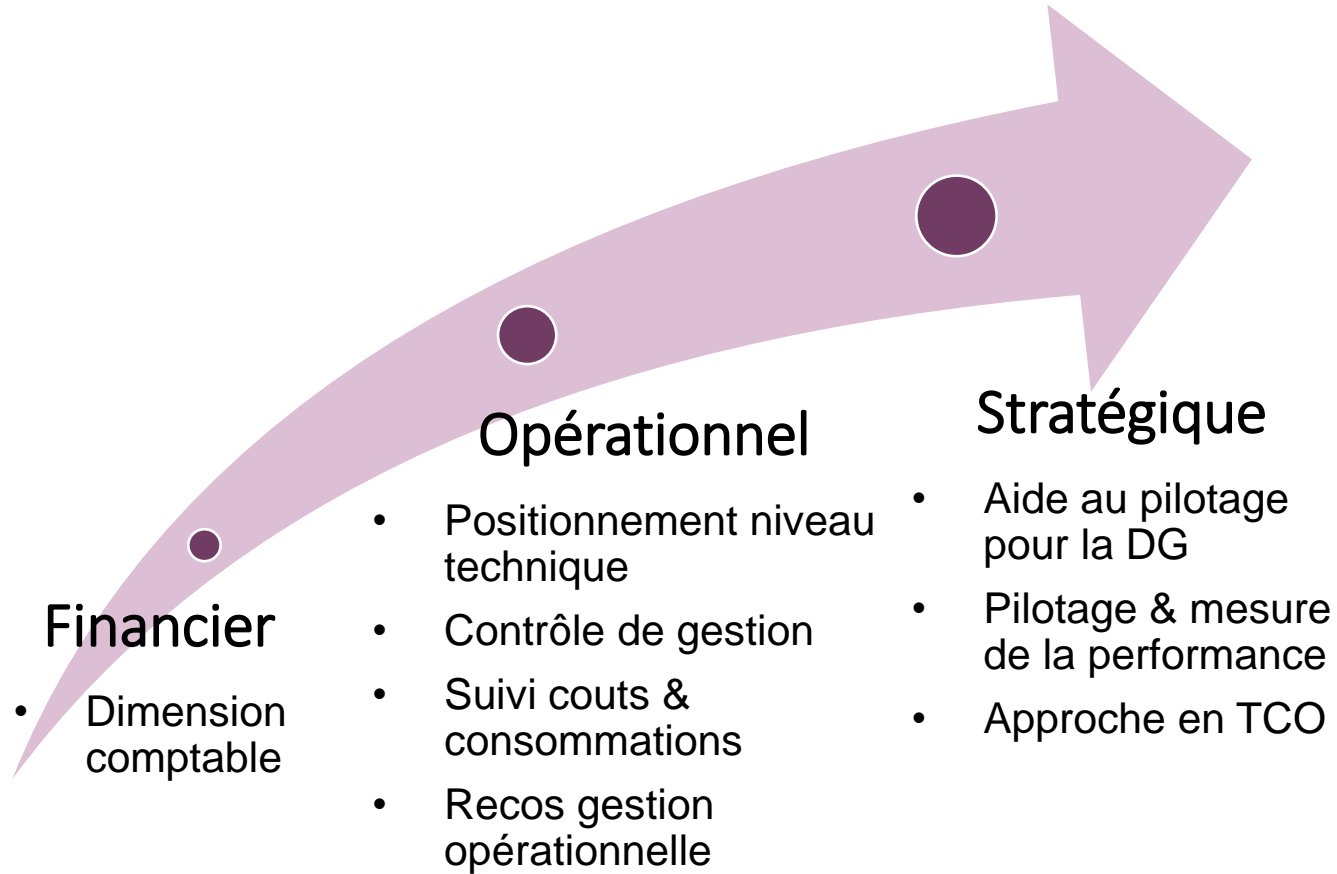 Financier
• Dimension
comptable
Opérationnel
• Positionnement niveau
technique
• Contrôle de gestion
• Suivi couts &
consommations
• Recos gestion
opérationnelle
Stratégique
• Aide au pilotage
pour la DG
• Pilotage & mesure
de la performance
• Approche en TCO